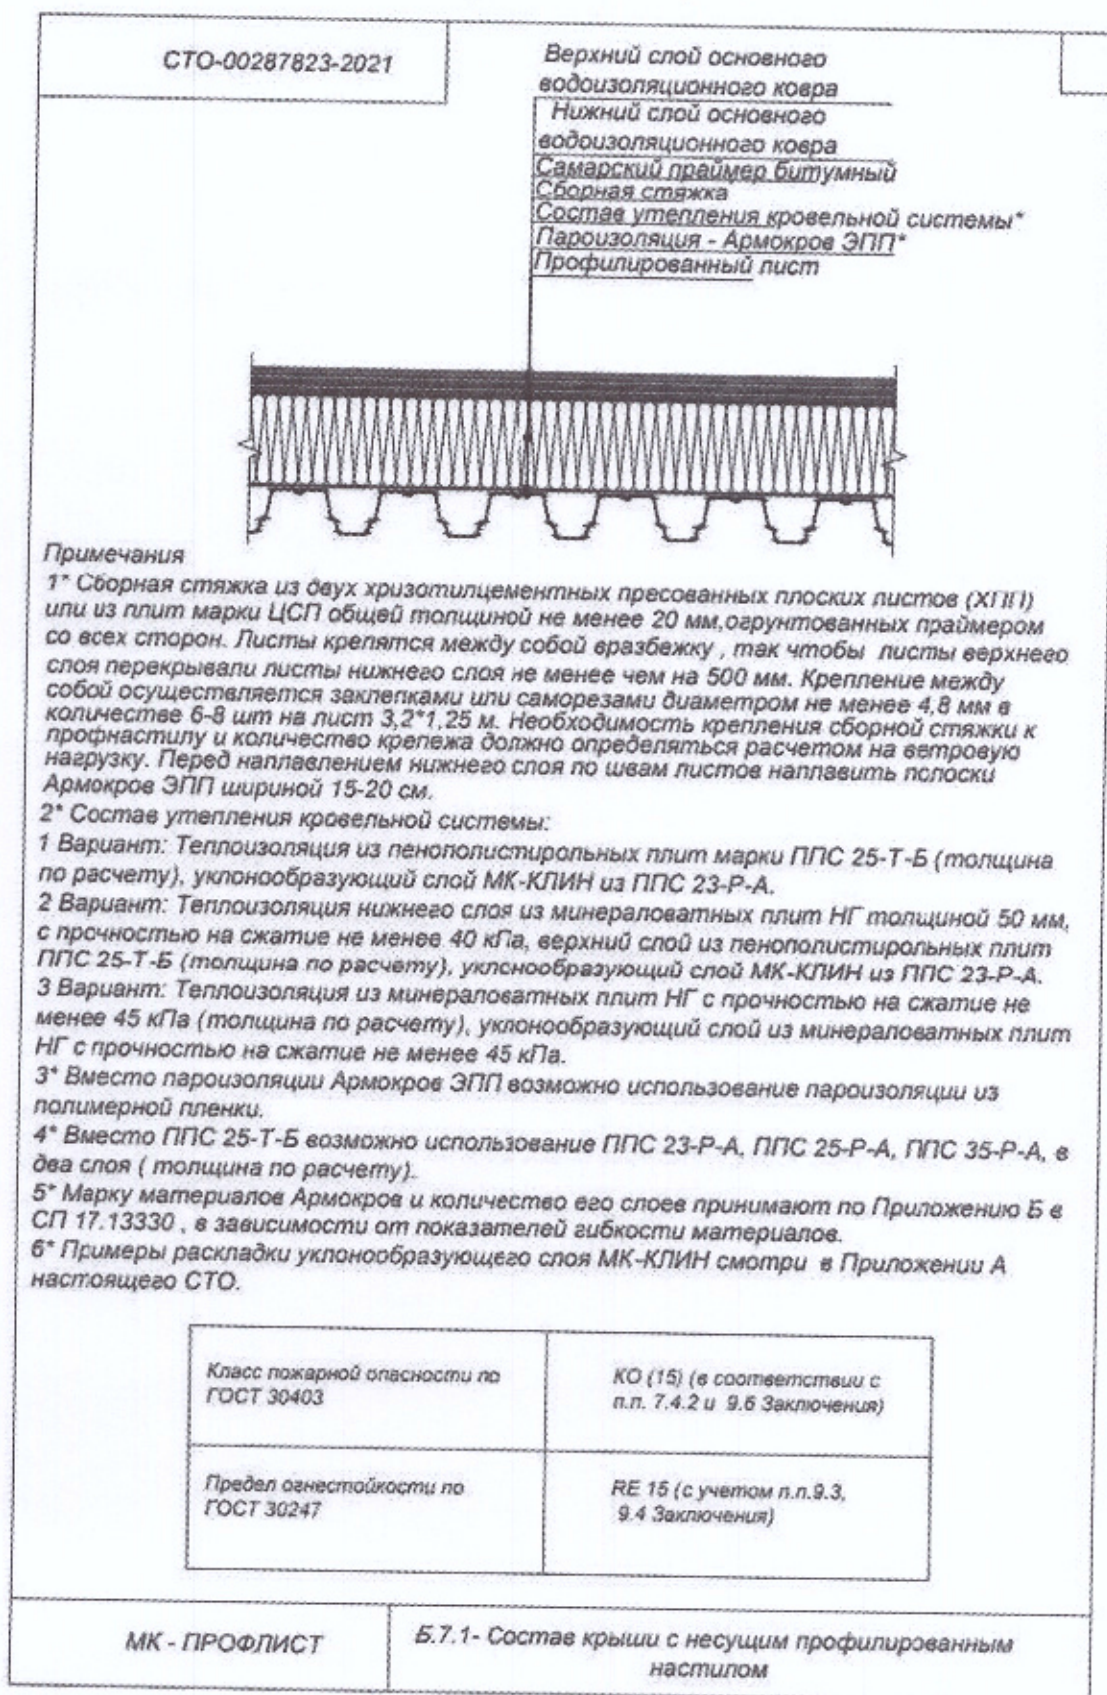 СТО-00287823-2021
Верхний слой основного
водоизоляционного ковра
Нижний слой основного
водоизоляционного ковра
Самарский праймер битумный
Сборная стяжка
Состав утепления кровельной системы*
Пароизоляция - Армокров ЭПП*
Профилированный лист
Примечания
1* Сборная стяжка из двух хризотилцементных пресованных плоских листов (ХПП)
или из плит марки ЦСП общей толщиной не менее 20 мм,огрунтованных праймером
со всех сторон. Листы крепятся между собой вразбежку , так чтобы листы верхнего
слоя перекрывали листы нижнего слоя не менее чем на 500 мм. Крепление между
собой осуществляется заклепками или саморезами диаметром не менее 4,8 мм в
количестве 6-8 шт на лист 3,2*1,25 м. Необходимость крепления сборной стяжки к
профнастилу и количество крепежа должно определяться расчетом на ветровую
нагрузку. Перед наплавлением нижнего слоя по швам листов наплавить полоски
Армокров ЭПП шириной 15-20 см.
2* Состав утепления кровельной системы:
1 Вариант: Теплоизоляция из пенополистирольных плит марки ППС 25-Т-Б (толщина
по расчету), уклонообразующий слой МК-КЛИН из ППС 23-Р-А.
2 Вариант: Теплоизоляция нижнего слоя из минераловатных плит НГ толщиной 50 мм,
с прочностью на сжатие не менее 40 кПа, верхний слой из пенополистирольных плит
ППС 25-Т-Б (толщина по расчету), уклонообразующий слой МК-КЛИН из ППС 23-Р-А.
3 Вариант: Теплоизоляция из минераловатных плит НГ с прочностью на сжатие не
менее 45 кПа (толщина по расчету), уклонообразующий слой из минераловатных плит
НГ с прочностью на сжатие не менее 45 кПа.
3* Вместо пароизоляции Армокров ЭПП возможно использование пароизоляции из
полимерной пленки.
4* Вместо ППС 25-Т-Б возможно использование ППС 23-Р-А, ППС 25-Р-А, ППС 35-Р-А, в
два слоя ( толщина по расчету).
5* Марку материалов Армокров и количество его слоев принимают по Приложению Б в
СП 17.13330 , в зависимости от показателей гибкости материалов.
6* Примеры раскладки уклонообразующего слоя МК-КЛИН смотри в Приложении А
настоящего СТО.
Класс пожарной опасности по
ГОСТ 30403
КО (15) (в соответствии с
п.п. 7.4.2 и 9.6 Заключения)
Предел огнестойкости по
ГОСТ 30247
RE 15 (с учетом п.п.9.3,
9.4 Заключения)
МК - ПРОФЛИСТ
Б.7.1- Состав крыши с несущим профилированным
настилом